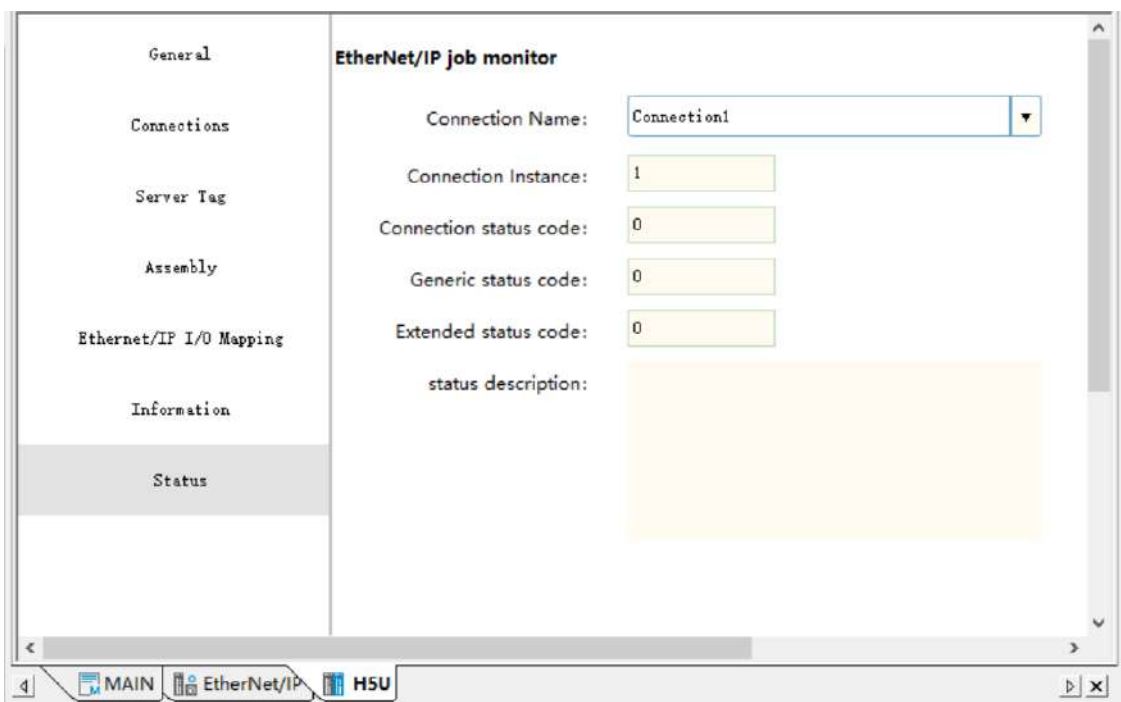 General
Connections
Server Tag
Assembly
Ethernet/IP I/O Mapping
Information
Status
EtherNet/IP job monitor
Connection Name: Connection1
Connection Instance: 1
Connection status code: 0
Generic status code: 0
Extended status code: 0
status description:
MAIN EtherNet/IP H5U